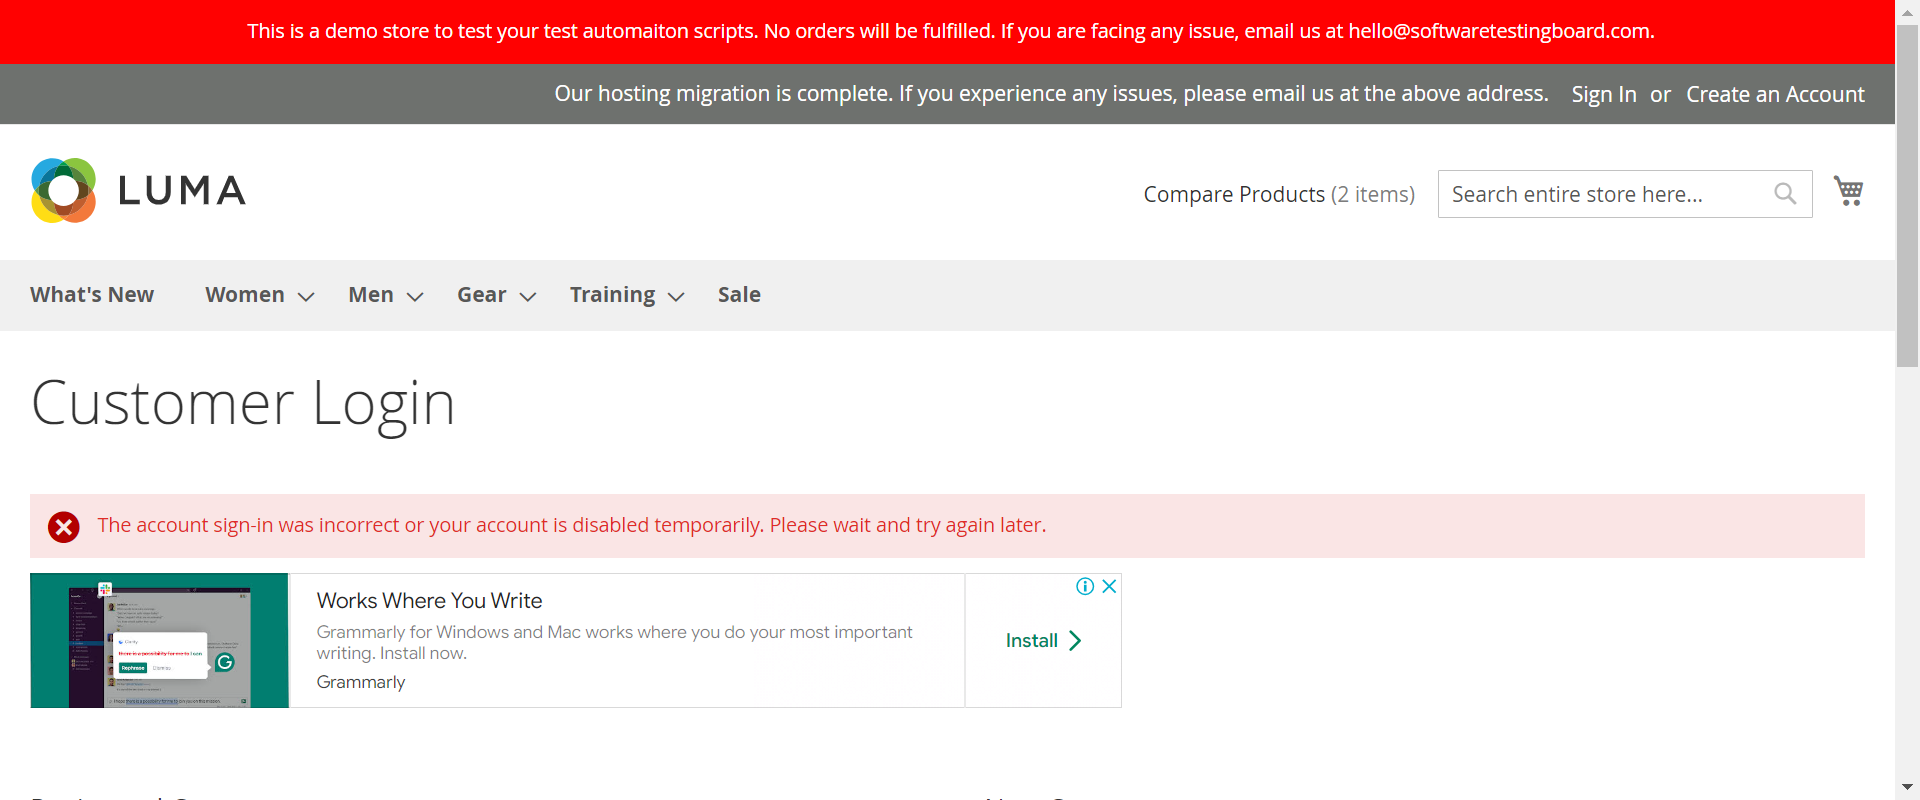 This is a demo store to test your test automaiton scripts. No orders will be fulfilled. If you are facing any issue, email us at hello@softwaretestingboard.com.
Our hosting migration is complete. If you experience any issues, please email us at the above address. Sign In or Create an Account
LUMA
Compare Products (2 items)
Search entire store here...
What's New Women Men Gear Training Sale
Customer Login
The account sign-in was incorrect or your account is disabled temporarily. Please wait and try again later.
Works Where You Write
Grammarly for Windows and Mac works where you do your most important
writing. Install now.
Grammarly
Install
Rephrase Dismiss